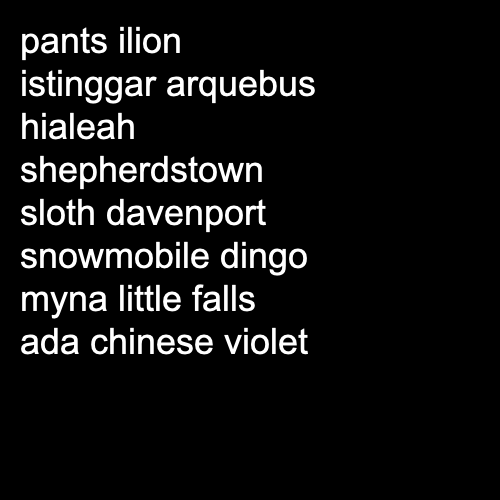 pants ilion
istinggar arquebus
hialeah
shepherdstown
sloth davenport
snowmobile dingo
myna little falls
ada chinese violet